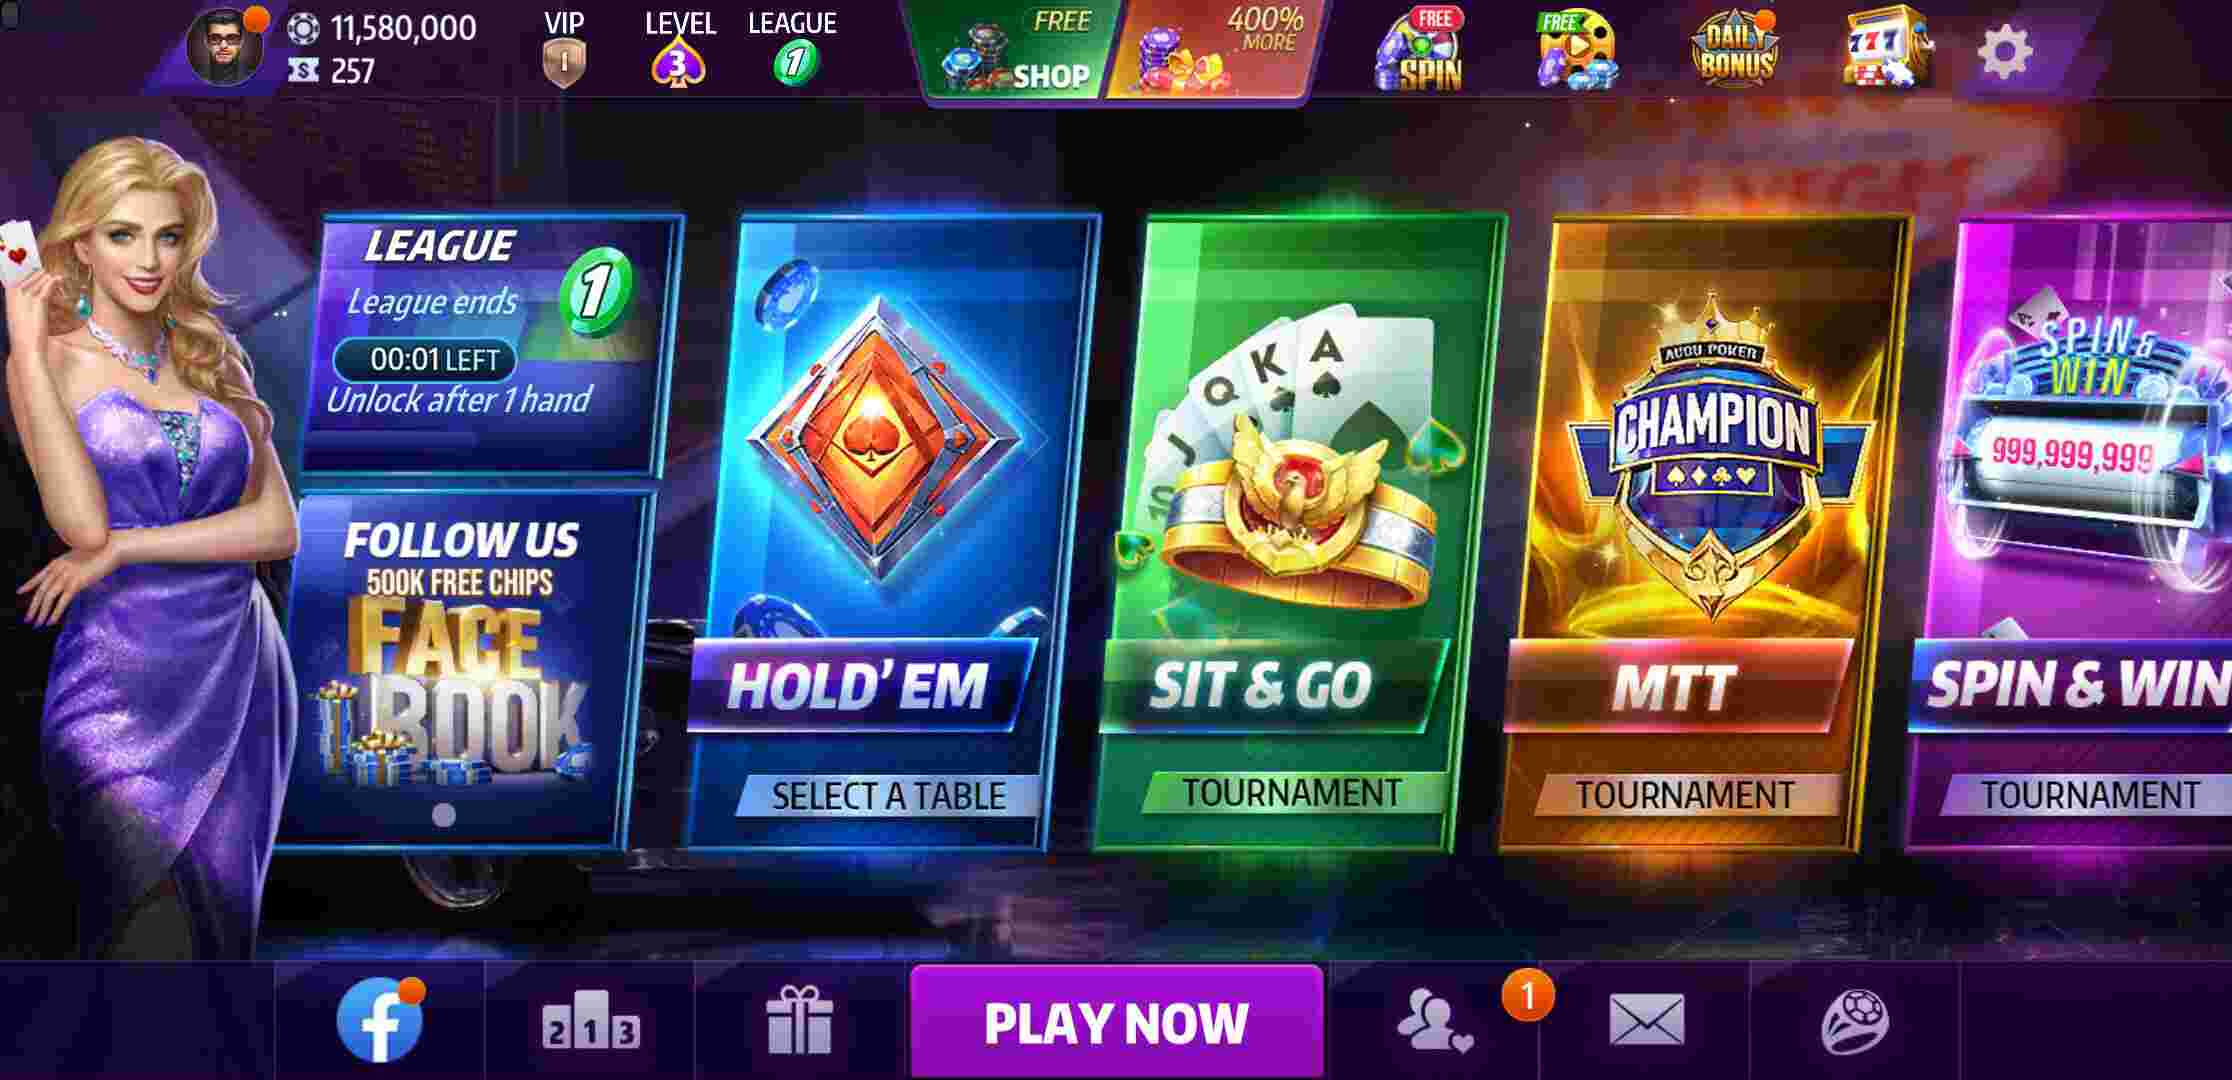 11,580,000
257
VIP
1
LEVEL
3
LEAGUE
1
FREE
SHOP
400%
MORE
FREE
SPIN
FREE
DAILY
BONUS
777
LEAGUE
League ends
00:01 LEFT
Unlock after 1 hand
1
FOLLOW US
500K FREE CHIPS
FACE
BOOK
HOLD'EM
SELECT A TABLE
A
K
Q
J
10
SIT & GO
TOURNAMENT
CHAMPION
MTT
TOURNAMENT
SPIN &
WIN
999,999,999
SPIN & WIN
TOURNAMENT
f
2 1 3
PLAY NOW
1